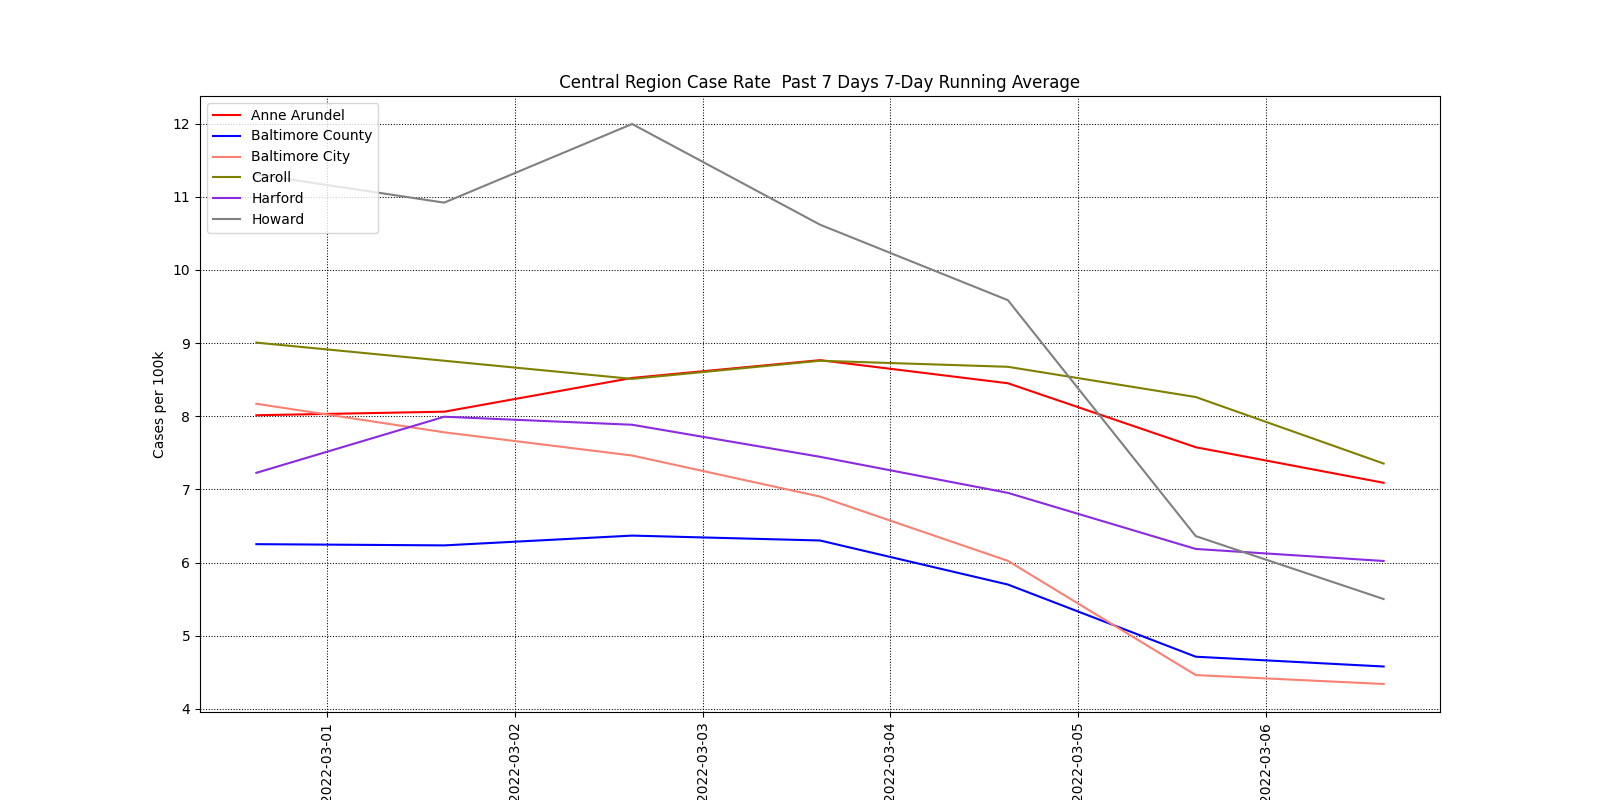 Central Region Case Rate  Past 7 Days 7-Day Running Average
Cases per 100k
12
11
10
9
8
7
6
5
4
Anne Arundel
Baltimore County
Baltimore City
Caroll
Harford
Howard
2022-03-01
2022-03-02
2022-03-03
2022-03-04
2022-03-05
2022-03-06